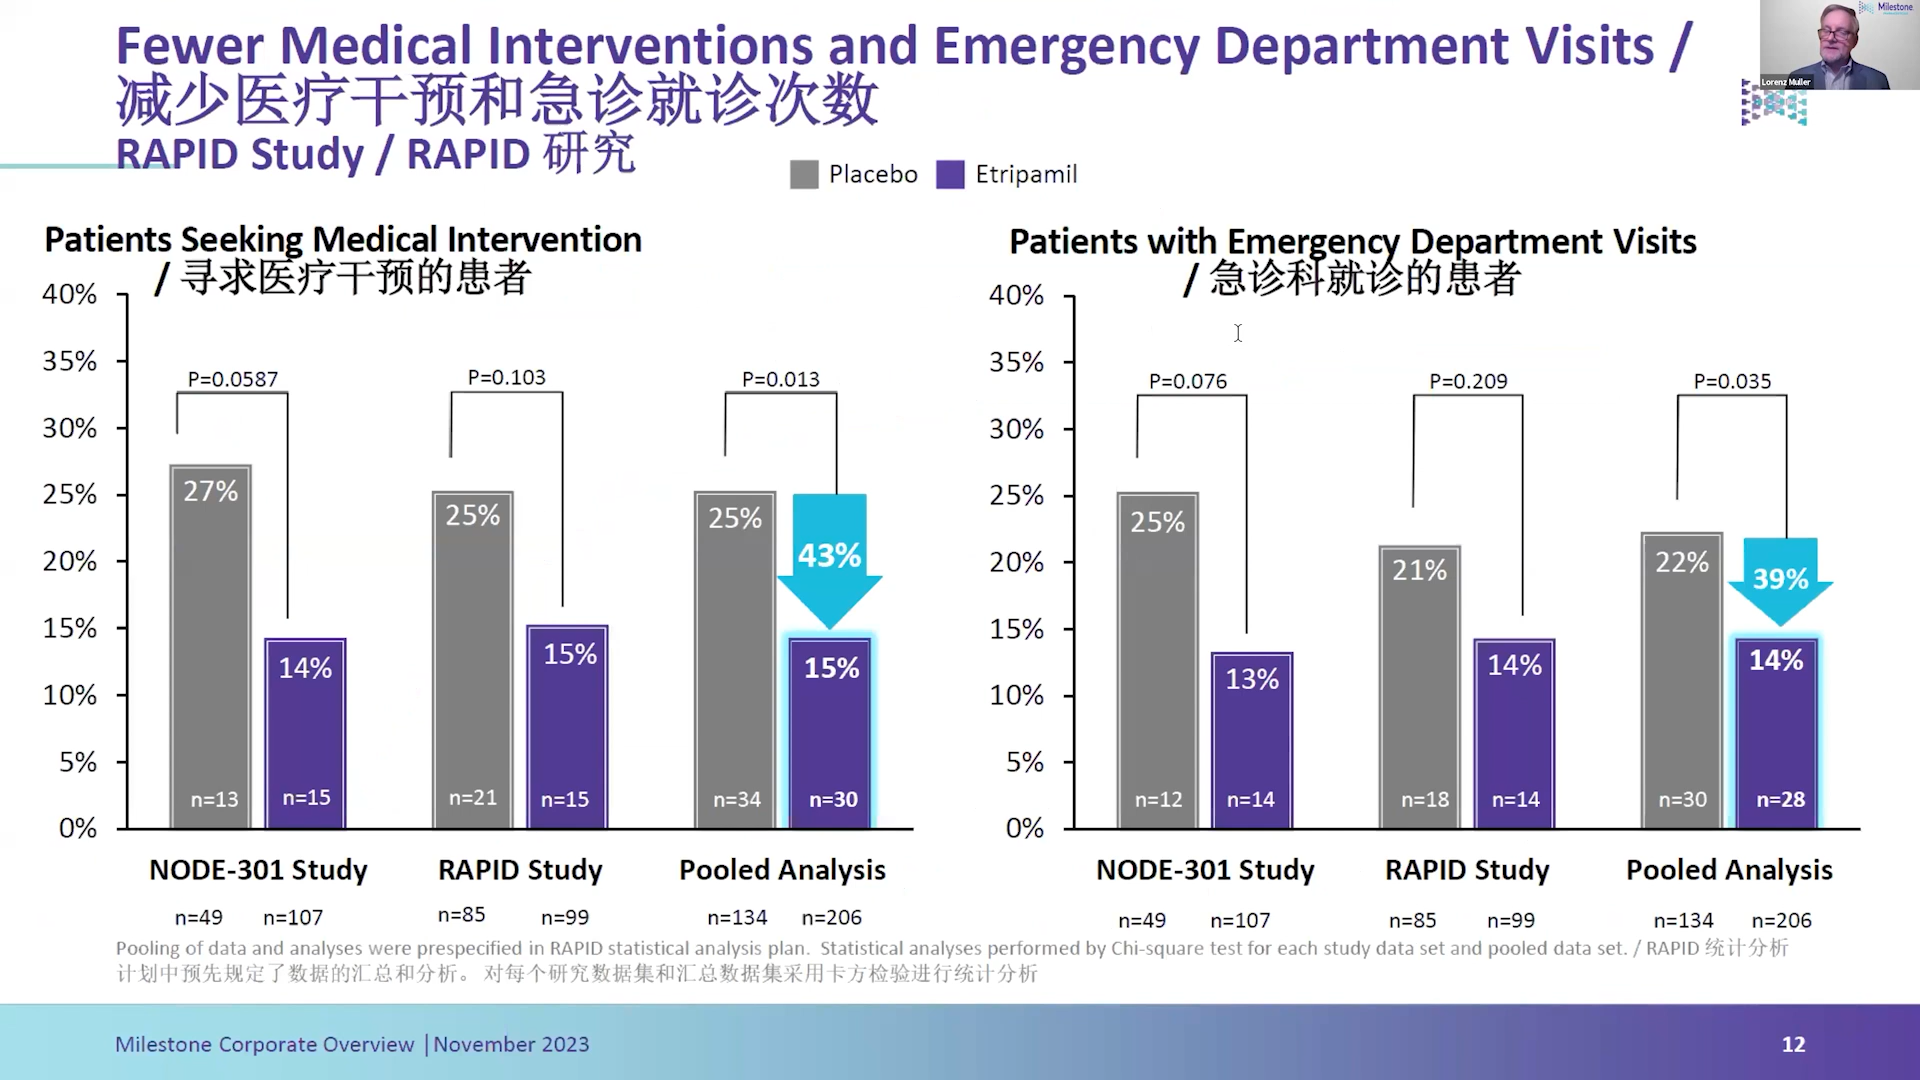 Fewer Medical Interventions and Emergency Department Visits /
减少医疗干预和急诊就诊次数
RAPID Study / RAPID 研究
Milestone
Lorenz Muller
Placebo
Etripamil
Patients Seeking Medical Intervention
/ 寻求医疗干预的患者
40%
35%
30%
25%
20%
15%
10%
5%
0%
P=0.0587
P=0.103
P=0.013
27%
14%
25%
15%
25%
43%
15%
n=13
n=15
n=21
n=15
n=34
n=30
NODE-301 Study
RAPID Study
Pooled Analysis
n=49
n=107
n=85
n=99
n=134
n=206
Patients with Emergency Department Visits
/ 急诊科就诊的患者
40%
35%
30%
25%
20%
15%
10%
5%
0%
P=0.076
P=0.209
P=0.035
25%
13%
21%
14%
22%
39%
14%
n=12
n=14
n=18
n=14
n=30
n=28
NODE-301 Study
RAPID Study
Pooled Analysis
n=49
n=107
n=85
n=99
n=134
n=206
Pooling of data and analyses were prespecified in RAPID statistical analysis plan. Statistical analyses performed by Chi-square test for each study data set and pooled data set. / RAPID 统计分析
计划中预先规定了数据的汇总和分析。 对每个研究数据集和汇总数据集采用卡方检验进行统计分析
Milestone Corporate Overview | November 2023
12